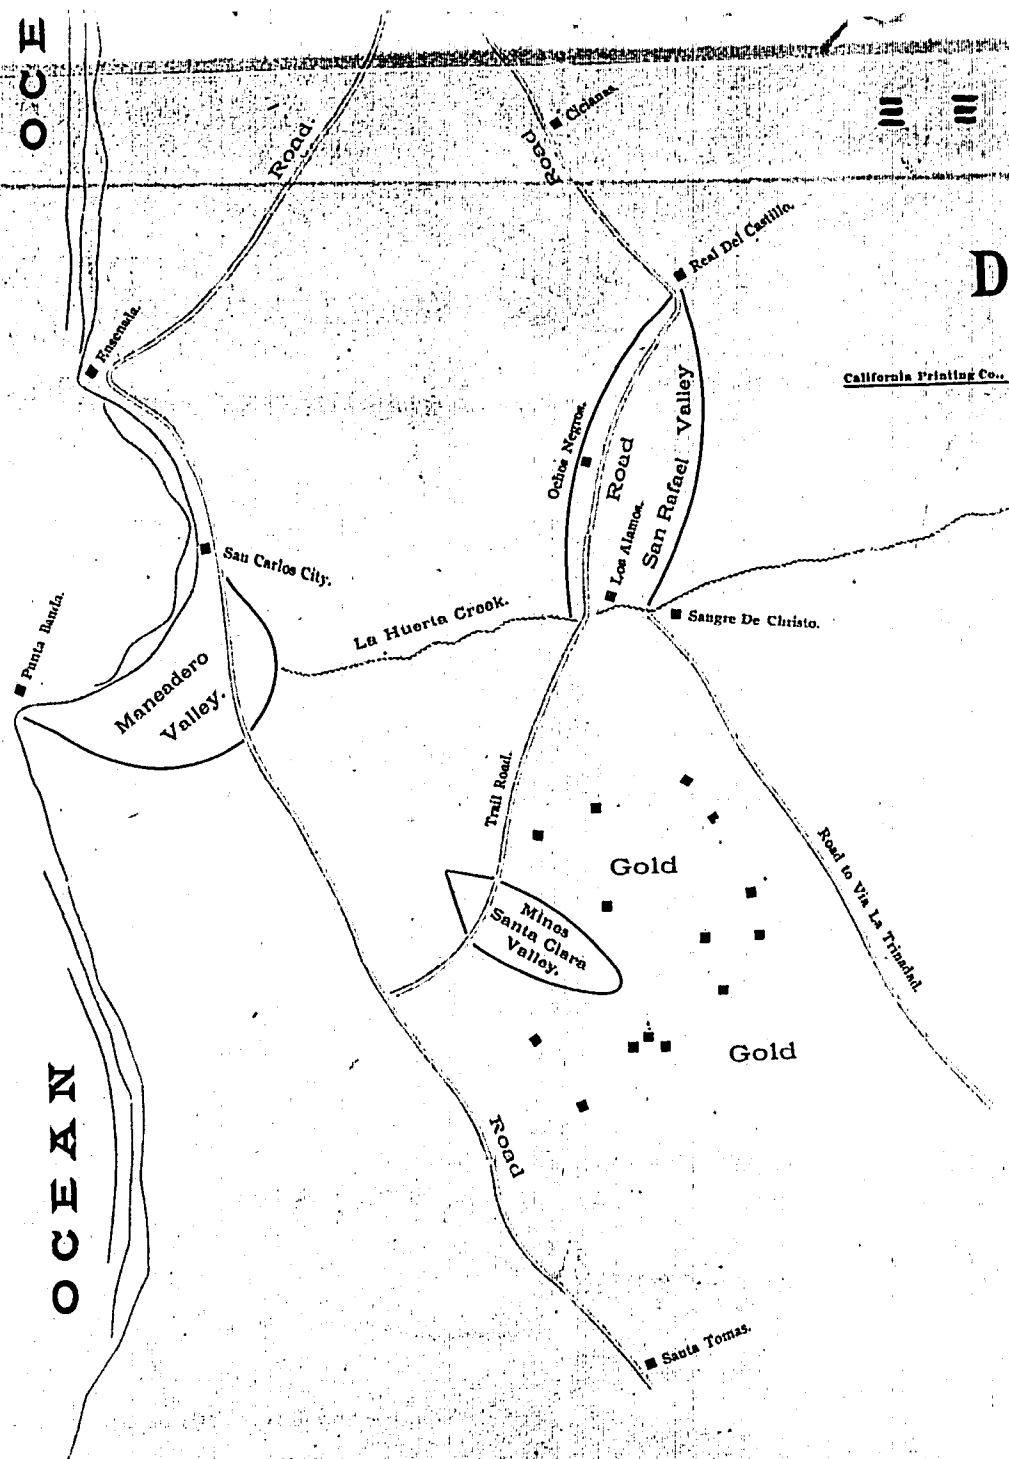 OCE
Road.
Road
Cicianas.
Real Del Castillo.
D
California Printing Co.,
Ensenada.
Ochos Negros.
Road
San Rafael Valley
Los Alamos.
San Carlos City.
La Huerta Creek.
Sangre De Christo.
Punta Banda.
Maneadero
Valley.
Trail Road.
Gold
Mines
Santa Clara
Valley.
Road to Via La Trinadad.
Gold
OCEAN
Road
Santa Tomas.